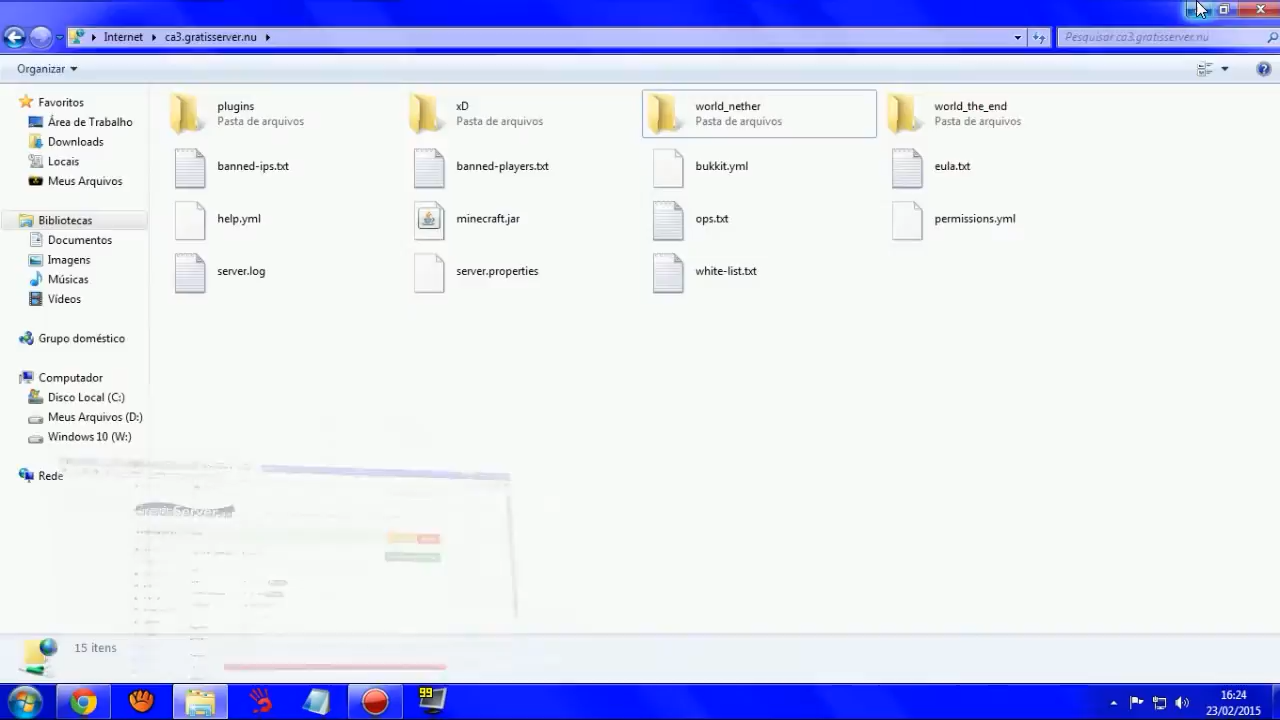 Internet
ca3.gratisserver.nu
Pesquisar ca3.gratisserver.nu
Organizar
Favoritos
Área de Trabalho
Downloads
Locais
Meus Arquivos
Bibliotecas
Documentos
Imagens
Músicas
Vídeos
Grupo doméstico
Computador
Disco Local (C:)
Meus Arquivos (D:)
Windows 10 (W:)
Rede
plugins
Pasta de arquivos
xD
Pasta de arquivos
world_nether
Pasta de arquivos
world_the_end
Pasta de arquivos
banned-ips.txt
banned-players.txt
bukkit.yml
eula.txt
help.yml
minecraft.jar
ops.txt
permissions.yml
server.log
server.properties
white-list.txt
15 itens
99
16:24
23/02/2015